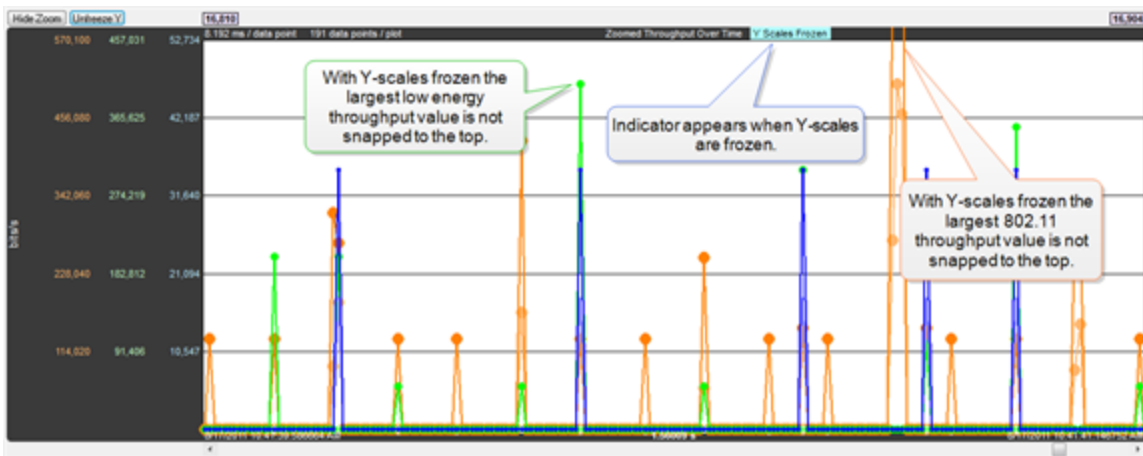 Hide Zoom Unfreeze Y 16,810 16,904
570,100 457,031 52,734 8.192 ms / data point 191 data points / plot Zoomed Throughput Over Time Y Scales Frozen
With Y-scales frozen the
largest low energy
throughput value is not
snapped to the top.
Indicator appears when Y-scales
are frozen.
With Y-scales frozen the
largest 802.11
throughput value is not
snapped to the top.
456,080 365,625 42,187
342,060 274,219 31,640
bits/s
228,040 182,812 21,094
114,020 91,406 10,547